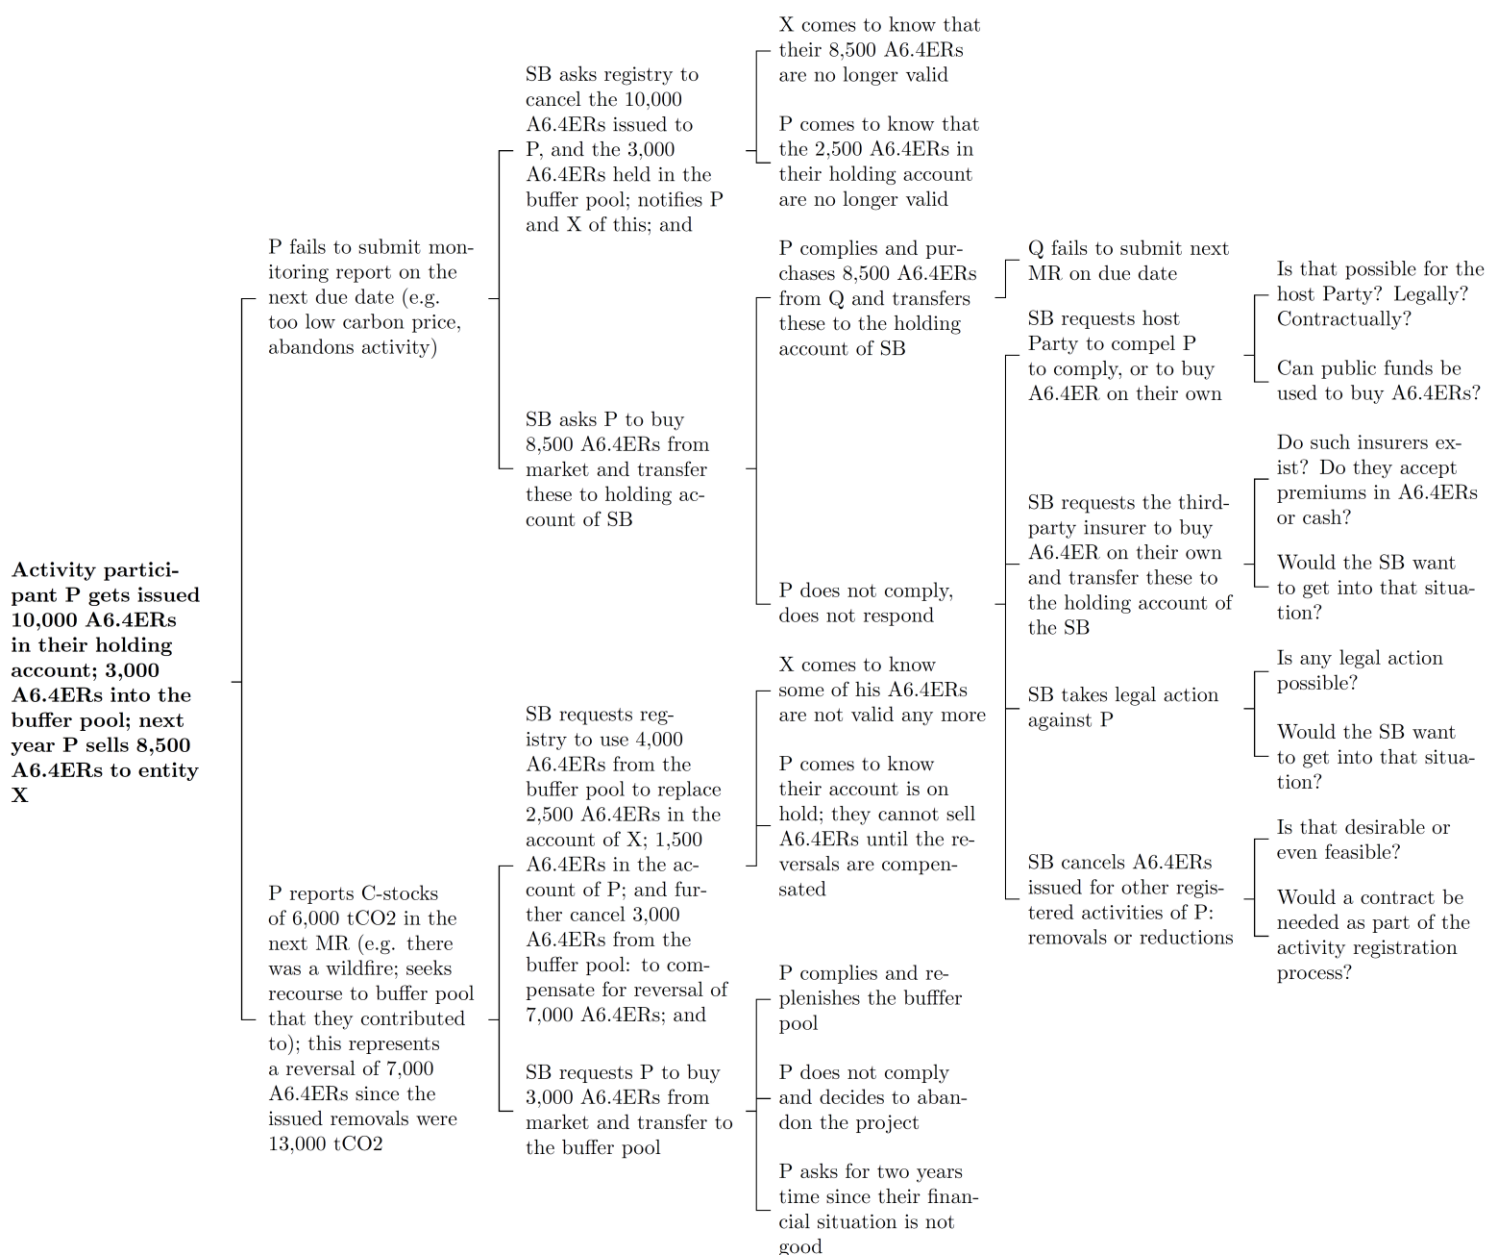 Activity partici-
pant P gets issued
10,000 A6.4ERs
in their holding
account; 3,000
A6.4ERs into the
buffer pool; next
year P sells 8,500
A6.4ERs to entity
X
P fails to submit mon-
itoring report on the
next due date (e.g.
too low carbon price,
abandons activity)
SB asks registry to
cancel the 10,000
A6.4ERs issued to
P, and the 3,000
A6.4ERs held in the
buffer pool; notifies P
and X of this; and
X comes to know that
their 8,500 A6.4ERs
are no longer valid
P comes to know that
the 2,500 A6.4ERs in
their holding account
are no longer valid
SB asks P to buy
8,500 A6.4ERs from
market and transfer
these to holding ac-
count of SB
P complies and pur-
chases 8,500 A6.4ERs
from Q and transfers
these to the holding
account of SB
Q fails to submit next
MR on due date
P does not comply,
does not respond
SB requests host
Party to compel P
to comply, or to buy
A6.4ER on their own
Is that possible for the
host Party? Legally?
Contractually?
Can public funds be
used to buy A6.4ERs?
SB requests the third-
party insurer to buy
A6.4ER on their own
and transfer these to
the holding account of
the SB
Do such insurers ex-
ist? Do they accept
premiums in A6.4ERs
or cash?
Would the SB want
to get into that situa-
tion?
SB takes legal action
against P
Is any legal action
possible?
Would the SB want
to get into that situa-
tion?
SB cancels A6.4ERs
issued for other regis-
tered activities of P:
removals or reductions
Is that desirable or
even feasible?
Would a contract be
needed as part of the
activity registration
process?
P reports C-stocks
of 6,000 tCO2 in the
next MR (e.g. there
was a wildfire; seeks
recourse to buffer pool
that they contributed
to); this represents
a reversal of 7,000
A6.4ERs since the
issued removals were
13,000 tCO2
SB requests reg-
istry to use 4,000
A6.4ERs from the
buffer pool to replace
2,500 A6.4ERs in the
account of X; 1,500
A6.4ERs in the ac-
count of P; and fur-
ther cancel 3,000
A6.4ERs from the
buffer pool: to com-
pensate for reversal of
7,000 A6.4ERs; and
X comes to know
some of his A6.4ERs
are not valid any more
P comes to know
their account is on
hold; they cannot sell
A6.4ERs until the re-
versals are compen-
sated
SB requests P to buy
3,000 A6.4ERs from
market and transfer to
the buffer pool
P complies and re-
plenishes the bufffer
pool
P does not comply
and decides to aban-
don the project
P asks for two years
time since their finan-
cial situation is not
good